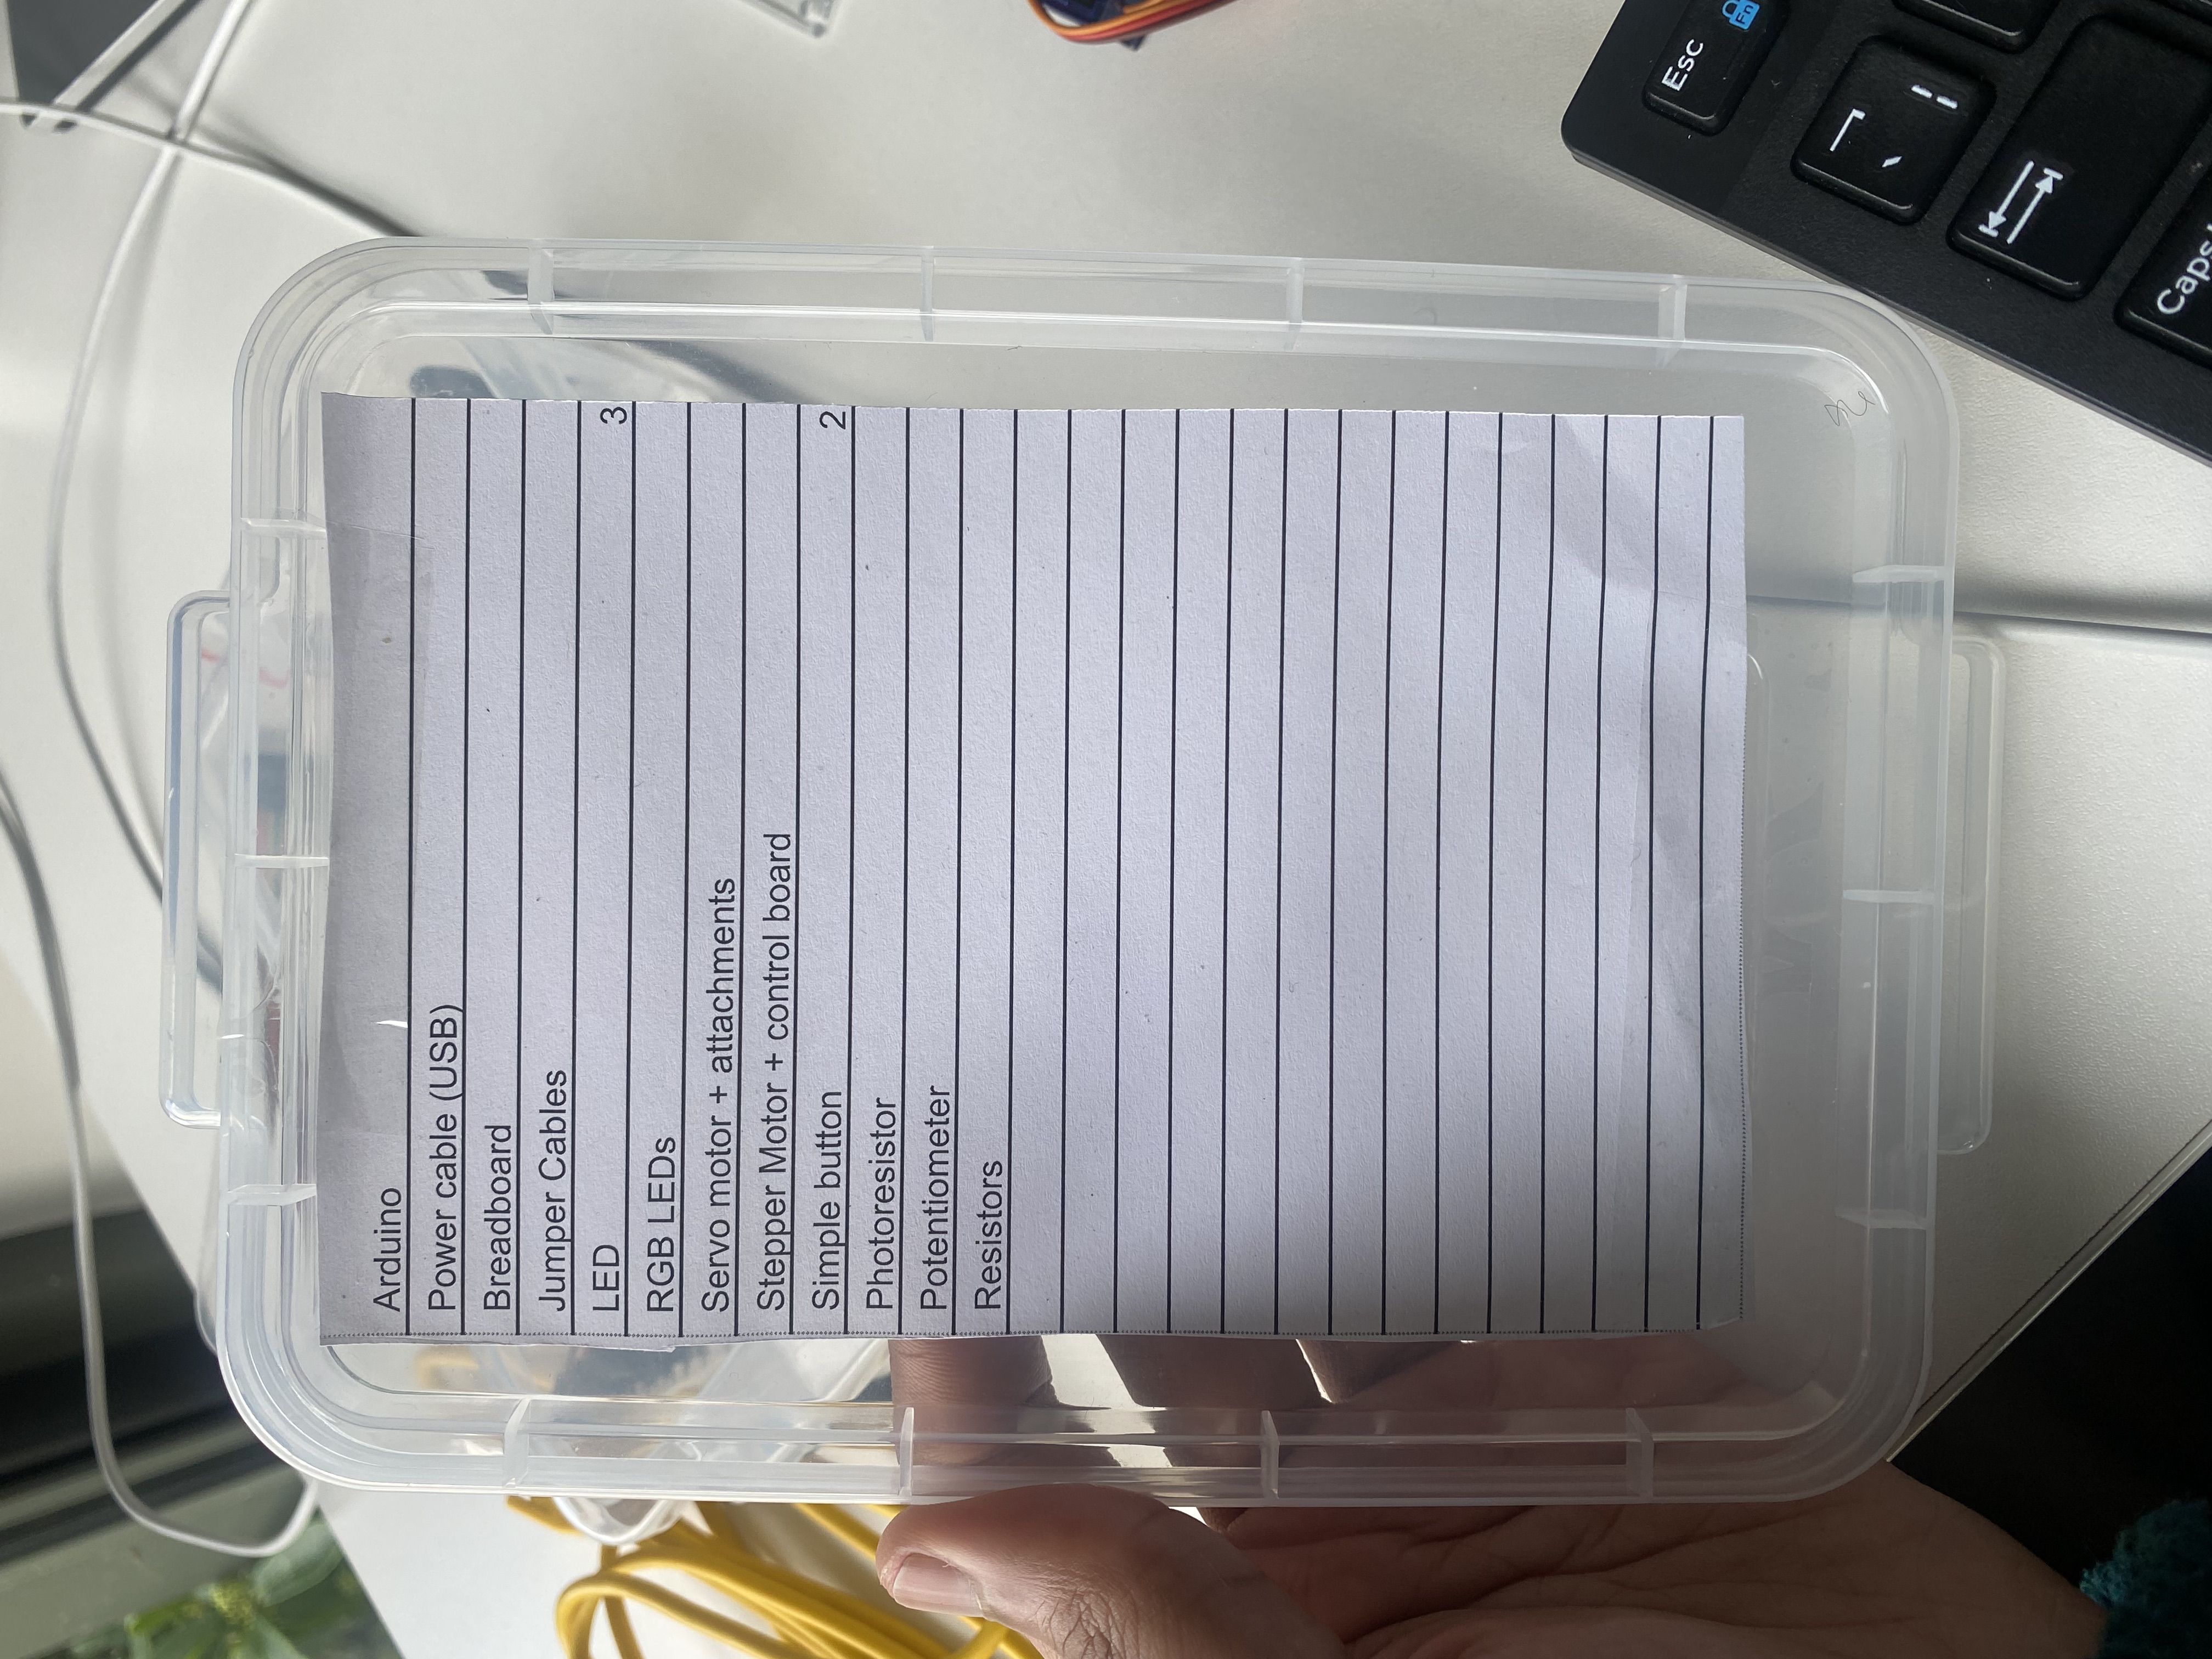 Arduino
Power cable (USB)
Breadboard
Jumper Cables
LED 3
RGB LEDs
Servo motor + attachments
Stepper Motor + control board
Simple button 2
Photoresistor
Potentiometer
Resistors
Esc
Fn
Caps